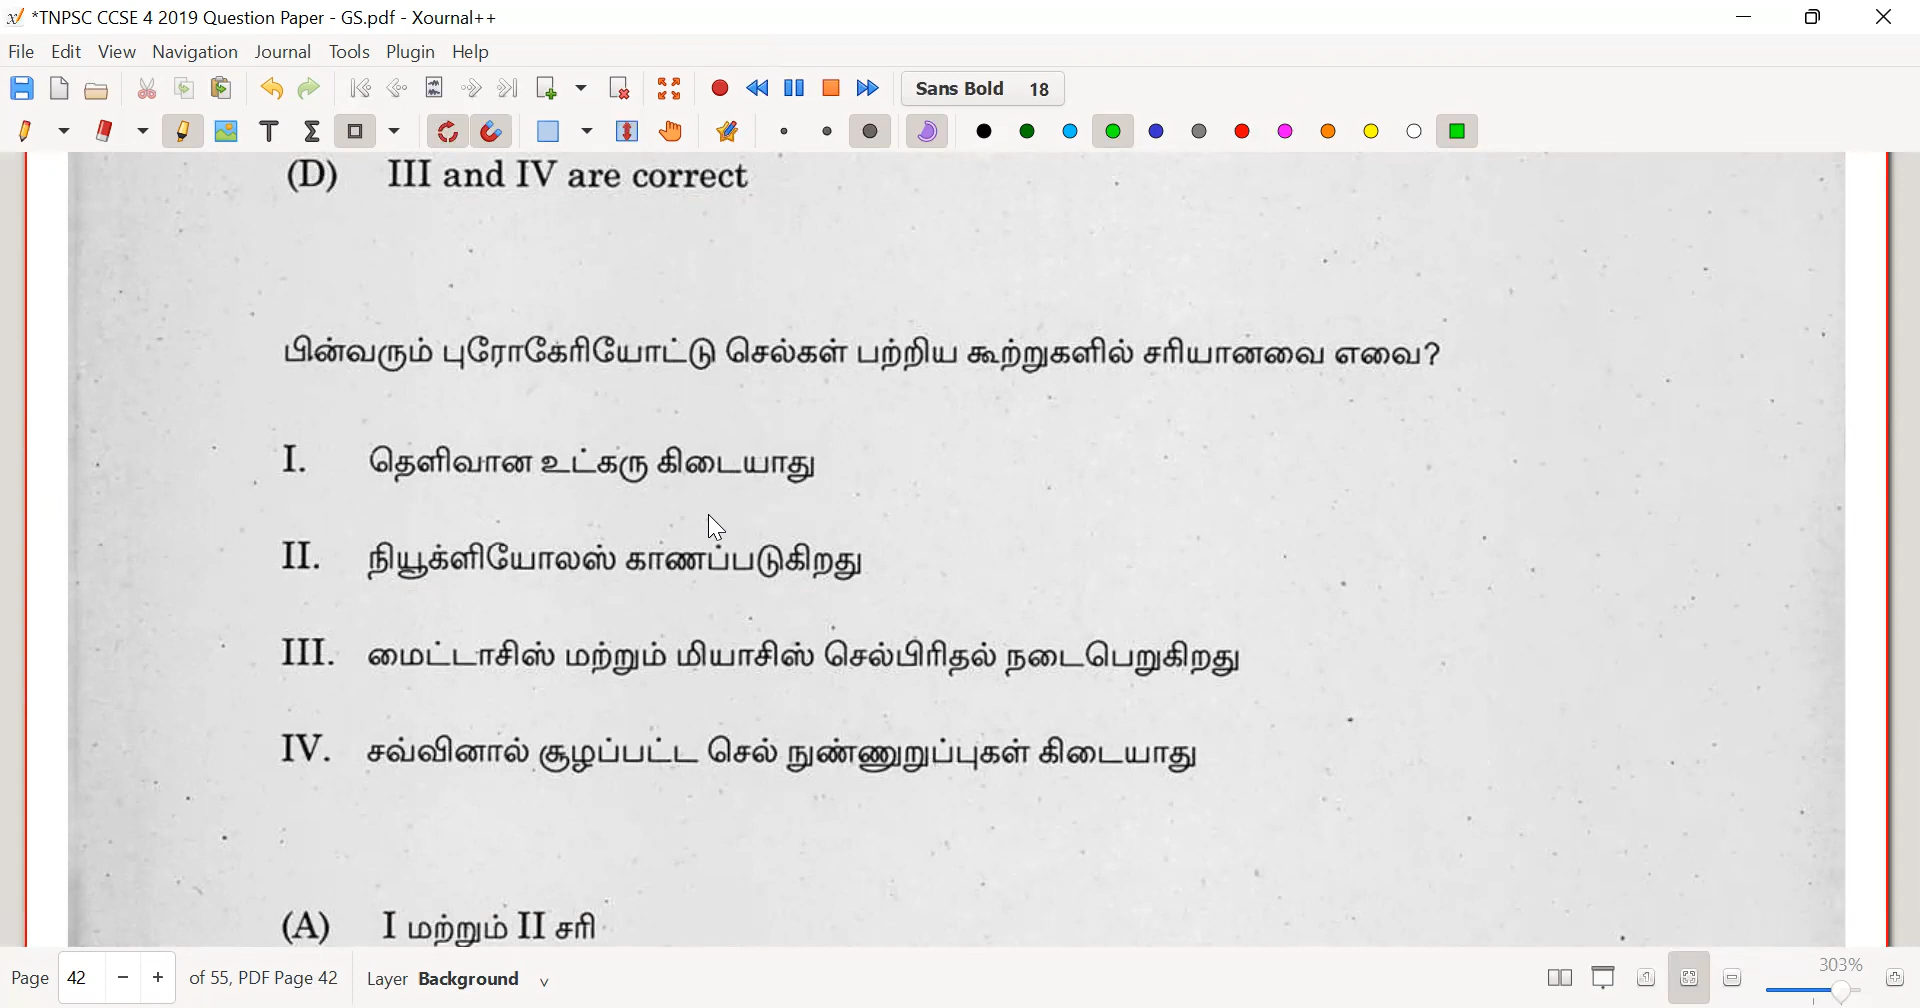 *TNPSC CCSE 4 2019 Question Paper - GS.pdf - Xournal++
File Edit View Navigation Journal Tools Plugin Help
Sans Bold 18
(D) III and IV are correct
பின்வரும் புரோகேரியோட்டு செல்கள் பற்றிய கூற்றுகளில் சரியானவை எவை?
I. தெளிவான உட்கரு கிடையாது
II. நியூக்ளியோலஸ் காணப்படுகிறது
III. மைட்டாசிஸ் மற்றும் மியாசிஸ் செல்பிரிதல் நடைபெறுகிறது
IV. சவ்வினால் சூழப்பட்ட செல் நுண்ணுறுப்புகள் கிடையாது
(A) I மற்றும் II சரி
Page 42 of 55, PDF Page 42 Layer Background 303%